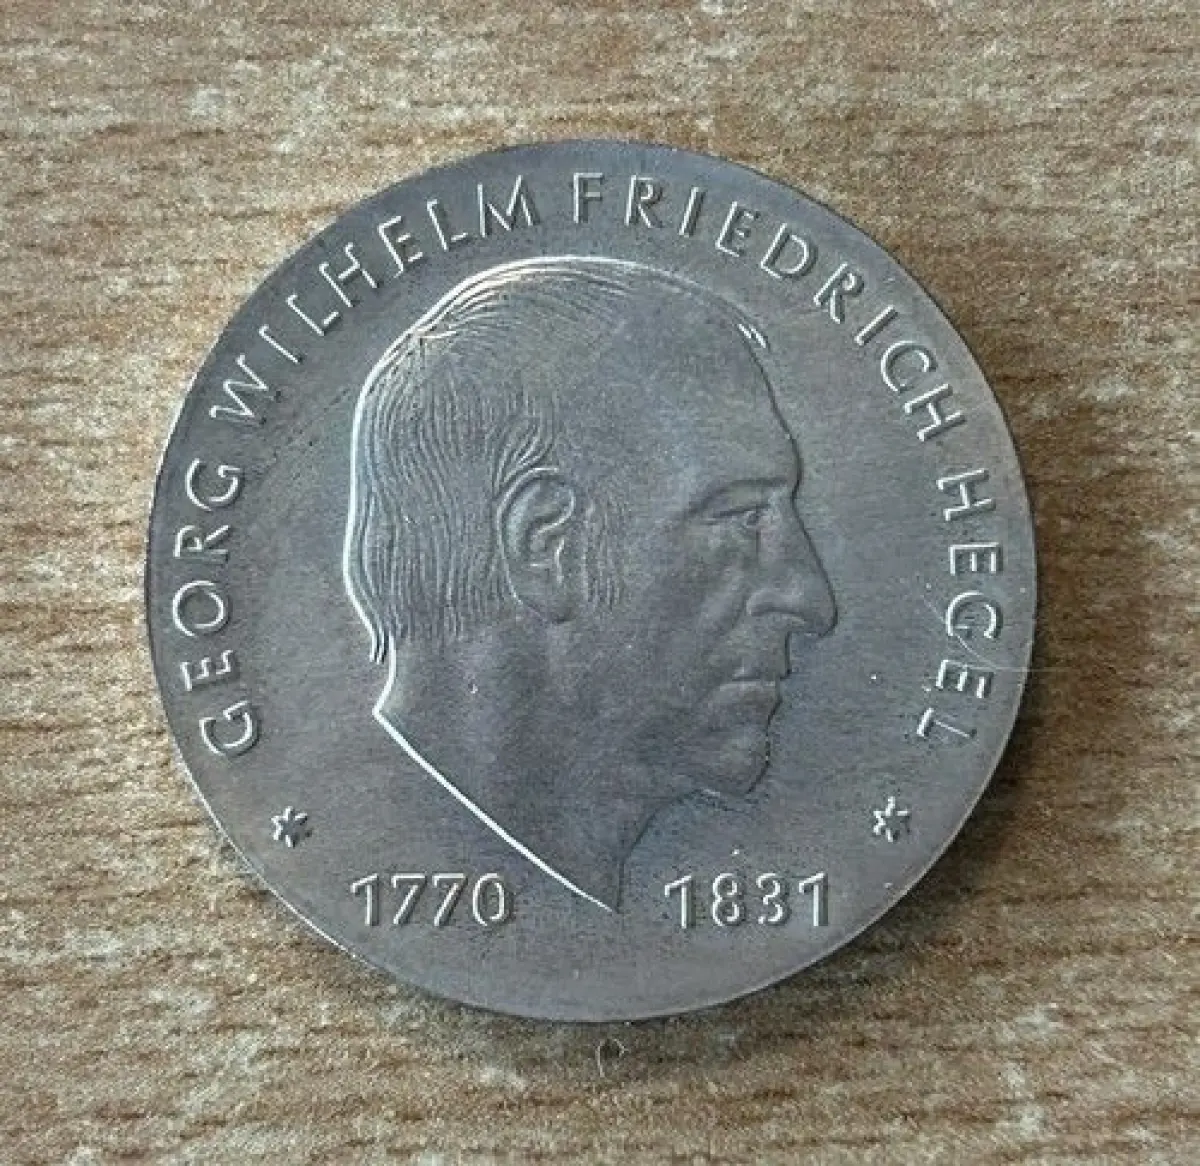 GEORG WILHELM FRIEDRICH HEGEL
* 1770 1831 *